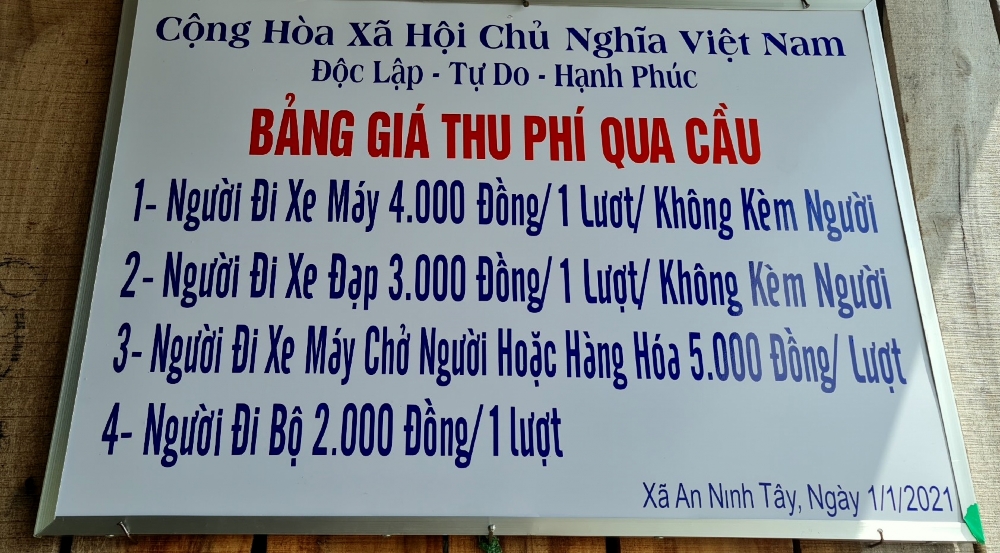 Cộng Hòa Xã Hội Chủ Nghĩa Việt Nam
Độc Lập - Tự Do - Hạnh Phúc
BẢNG GIÁ THU PHÍ QUA CẦU
1- Người Đi Xe Máy 4.000 Đồng/ 1 Lươt/ Không Kèm Người
2- Người Đi Xe Đạp 3.000 Đồng/ 1 Lượt/ Không Kèm Người
3- Người Đi Xe Máy Chở Người Hoặc Hàng Hóa 5.000 Đồng/ Lượt
4- Người Đi Bộ 2.000 Đồng/ 1 lượt
Xã An Ninh Tây, Ngày 1/1/2021